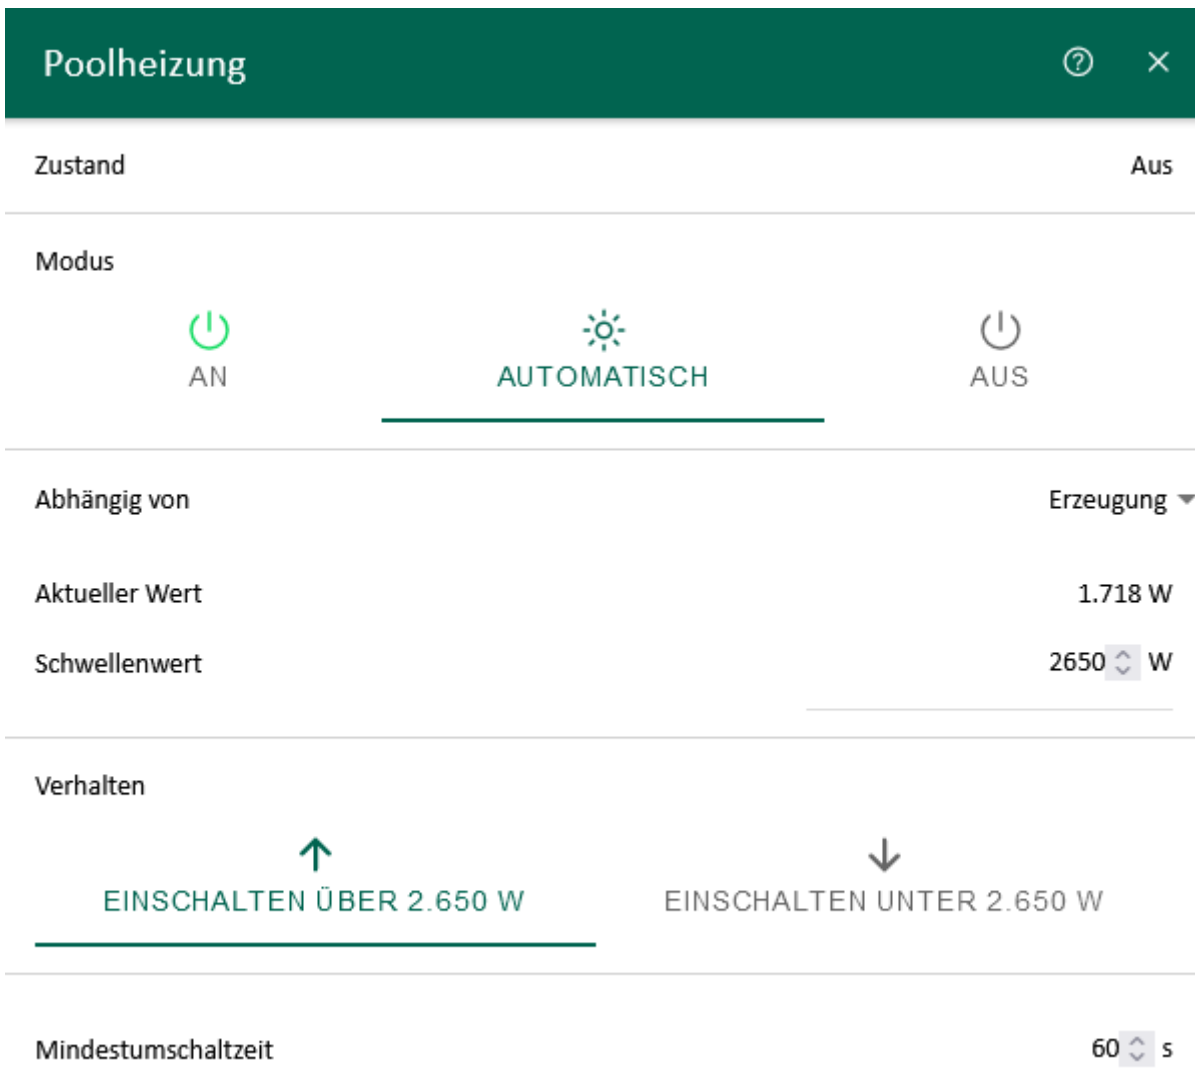 Poolheizung
Zustand Aus
Modus
AN AUTOMATISCH AUS
Abhängig von Erzeugung
Aktueller Wert 1.718 W
Schwellenwert 2650 W
Verhalten
EINSCHALTEN ÜBER 2.650 W EINSCHALTEN UNTER 2.650 W
Mindestumschaltzeit 60 s